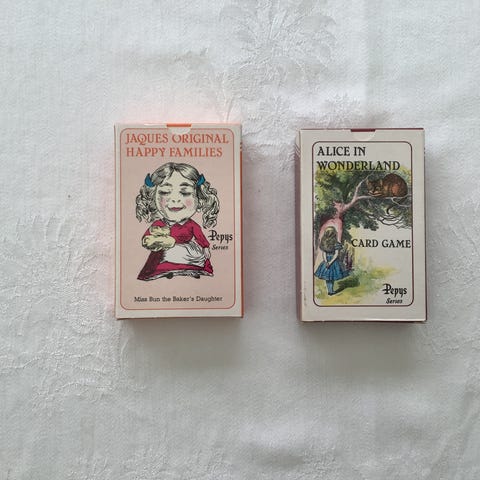 JAQUES ORIGINAL
HAPPY FAMILIES
Pepys
Series
Miss Bun the Baker's Daughter
ALICE IN
WONDERLAND
CARD GAME
Pepys
Series